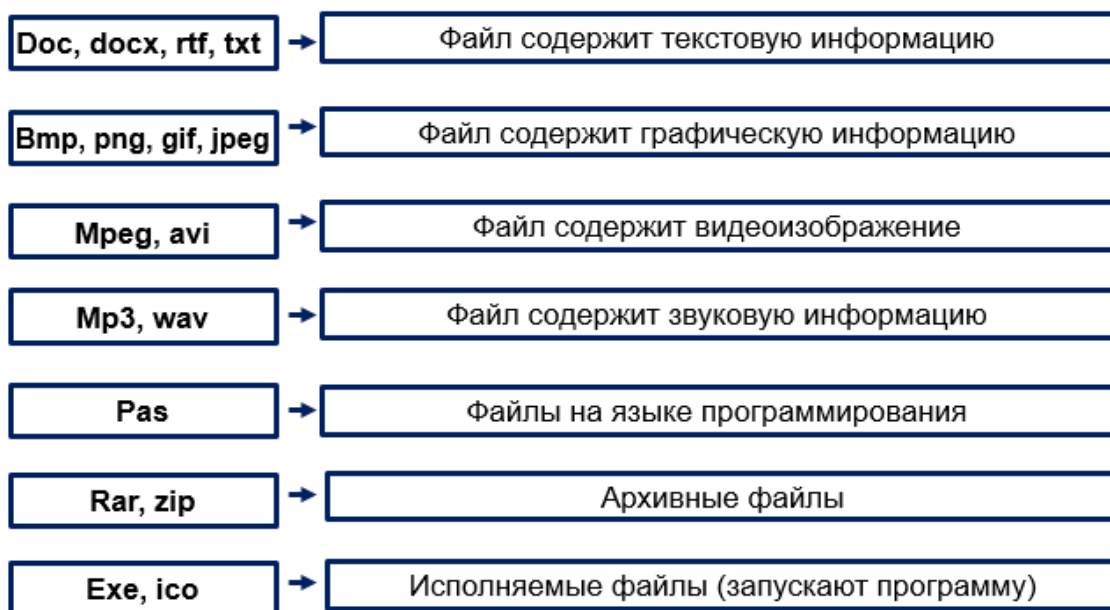 Doc, docx, rtf, txt
Файл содержит текстовую информацию
Bmp, png, gif, jpeg
Файл содержит графическую информацию
Mpeg, avi
Файл содержит видеоизображение
Mp3, wav
Файл содержит звуковую информацию
Pas
Файлы на языке программирования
Rar, zip
Архивные файлы
Exe, ico
Исполняемые файлы (запускают программу)